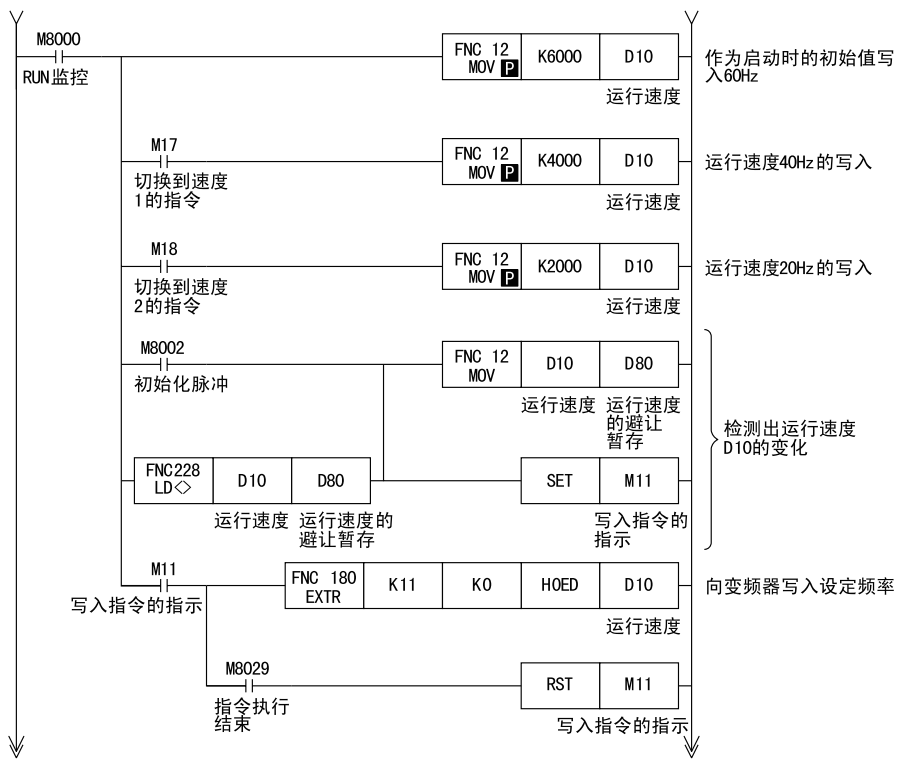 M8000
RUN监控
FNC 12
MOV P
K6000
D10
运行速度
作为启动时的初始值写
入60Hz
M17
切换到速度
1的指令
FNC 12
MOV P
K4000
D10
运行速度
运行速度40Hz的写入
M18
切换到速度
2的指令
FNC 12
MOV P
K2000
D10
运行速度
运行速度20Hz的写入
M8002
初始化脉冲
FNC 12
MOV
D10
D80
运行速度
运行速度
的避让
暂存
检测出运行速度
D10的变化
FNC228
LD<>
D10
D80
运行速度
运行速度的
避让暂存
SET
M11
写入指令的
指示
M11
写入指令的指示
FNC 180
EXTR
K11
K0
H0ED
D10
运行速度
向变频器写入设定频率
M8029
指令执行
结束
RST
M11
写入指令的指示